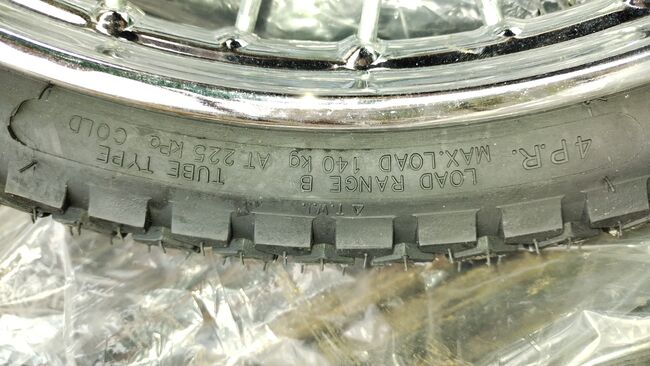 △ T.W.I.
4 P.R.
LOAD RANGE B TUBE TYPE
MAX.LOAD 140 kg AT 225 kPa COLD